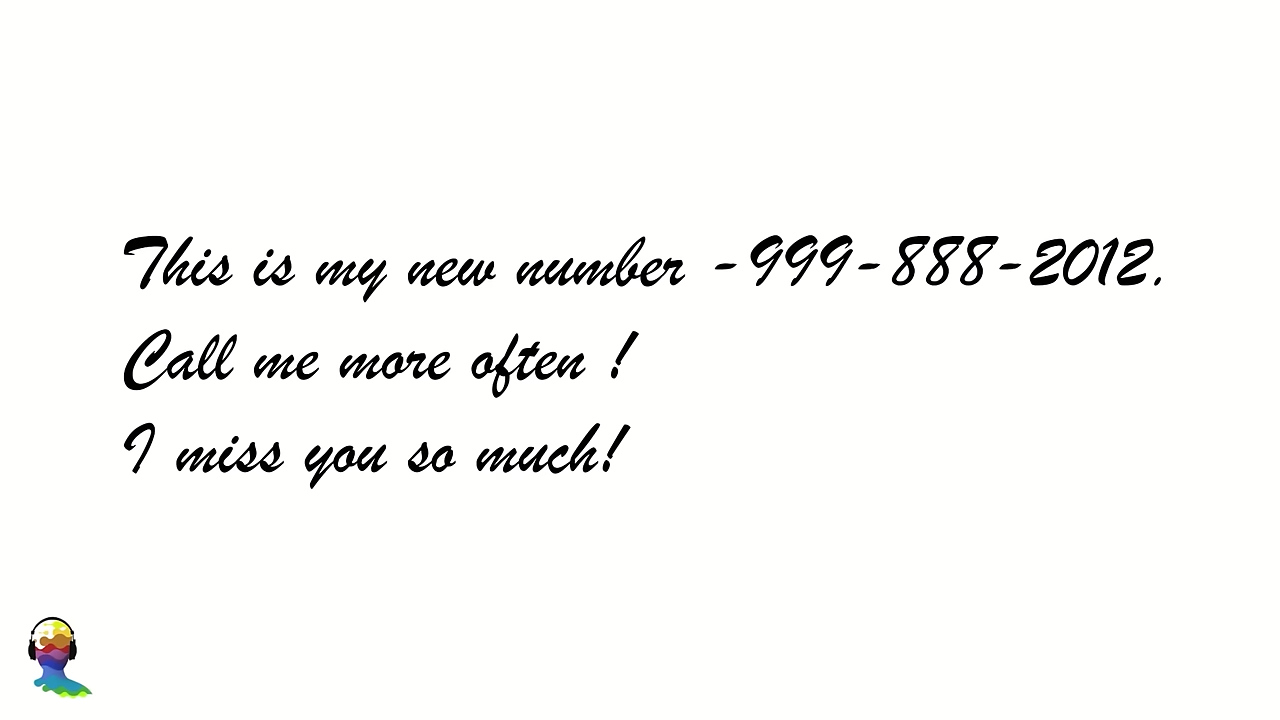 This is my new number -999-888-2012.
Call me more often !
I miss you so much!